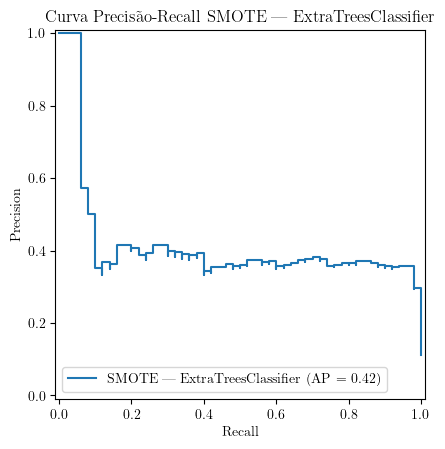 Curva Precisão-Recall SMOTE — ExtraTreesClassifier
1.0
0.8
0.6
0.4
0.2
0.0
Precision
0.0 0.2 0.4 0.6 0.8 1.0
Recall
SMOTE — ExtraTreesClassifier (AP = 0.42)